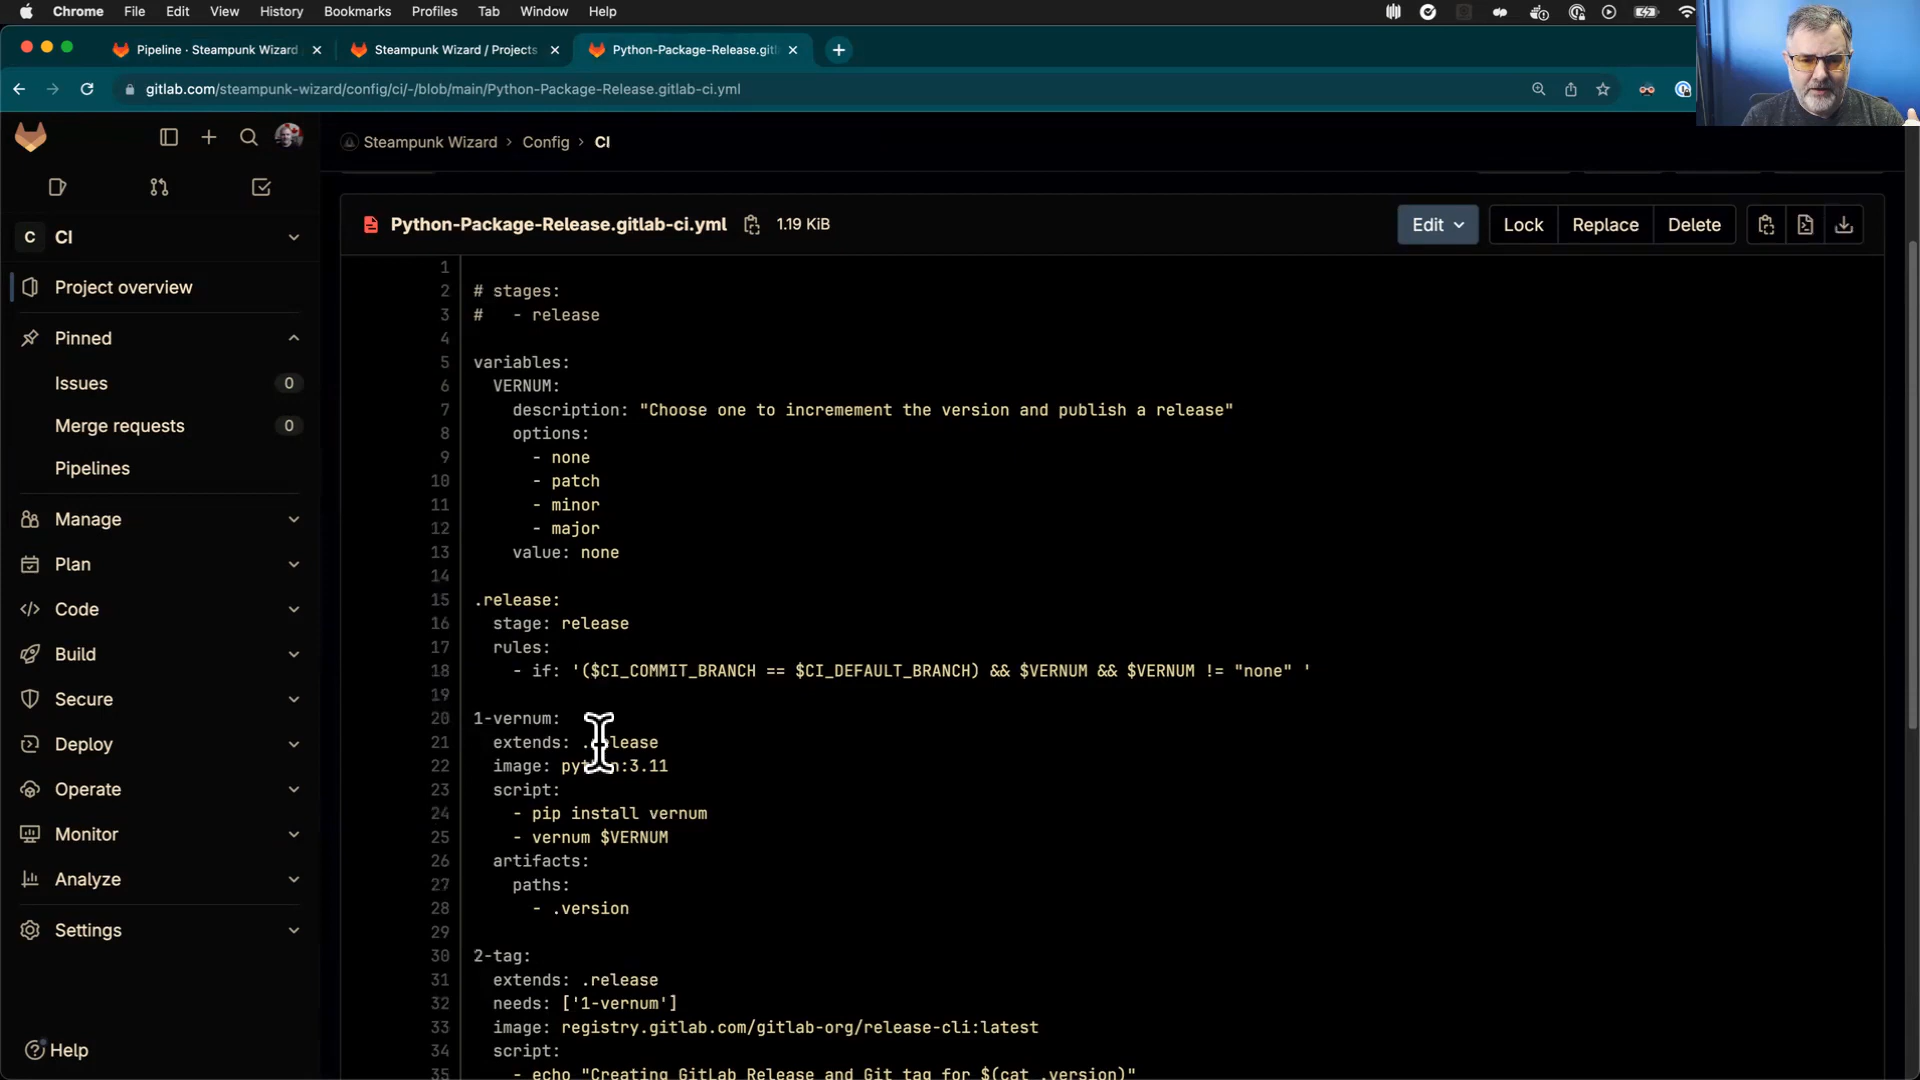 Chrome File Edit View History Bookmarks Profiles Tab Window Help
Pipeline · Steampunk Wizard
Steampunk Wizard / Projects
Python-Package-Release.gitl
gitlab.com/steampunk-wizard/config/ci/-/blob/main/Python-Package-Release.gitlab-ci.yml
Steampunk Wizard › Config › CI
C CI
Project overview
Pinned
Issues 0
Merge requests 0
Pipelines
Manage
Plan
Code
Build
Secure
Deploy
Operate
Monitor
Analyze
Settings
Help
Python-Package-Release.gitlab-ci.yml 1.19 KiB
Edit Lock Replace Delete
1
2 # stages:
3 #   - release
4
5 variables:
6   VERNUM:
7     description: "Choose one to incremement the version and publish a release"
8     options:
9       - none
10       - patch
11       - minor
12       - major
13     value: none
14
15 .release:
16   stage: release
17   rules:
18     - if: '($CI_COMMIT_BRANCH == $CI_DEFAULT_BRANCH) && $VERNUM && $VERNUM != "none" '
19
20 1-vernum:
21   extends: .release
22   image: python:3.11
23   script:
24     - pip install vernum
25     - vernum $VERNUM
26   artifacts:
27     paths:
28       - .version
29
30 2-tag:
31   extends: .release
32   needs: ['1-vernum']
33   image: registry.gitlab.com/gitlab-org/release-cli:latest
34   script:
35     - echo "Creating GitLab Release and Git tag for $(cat .version)"